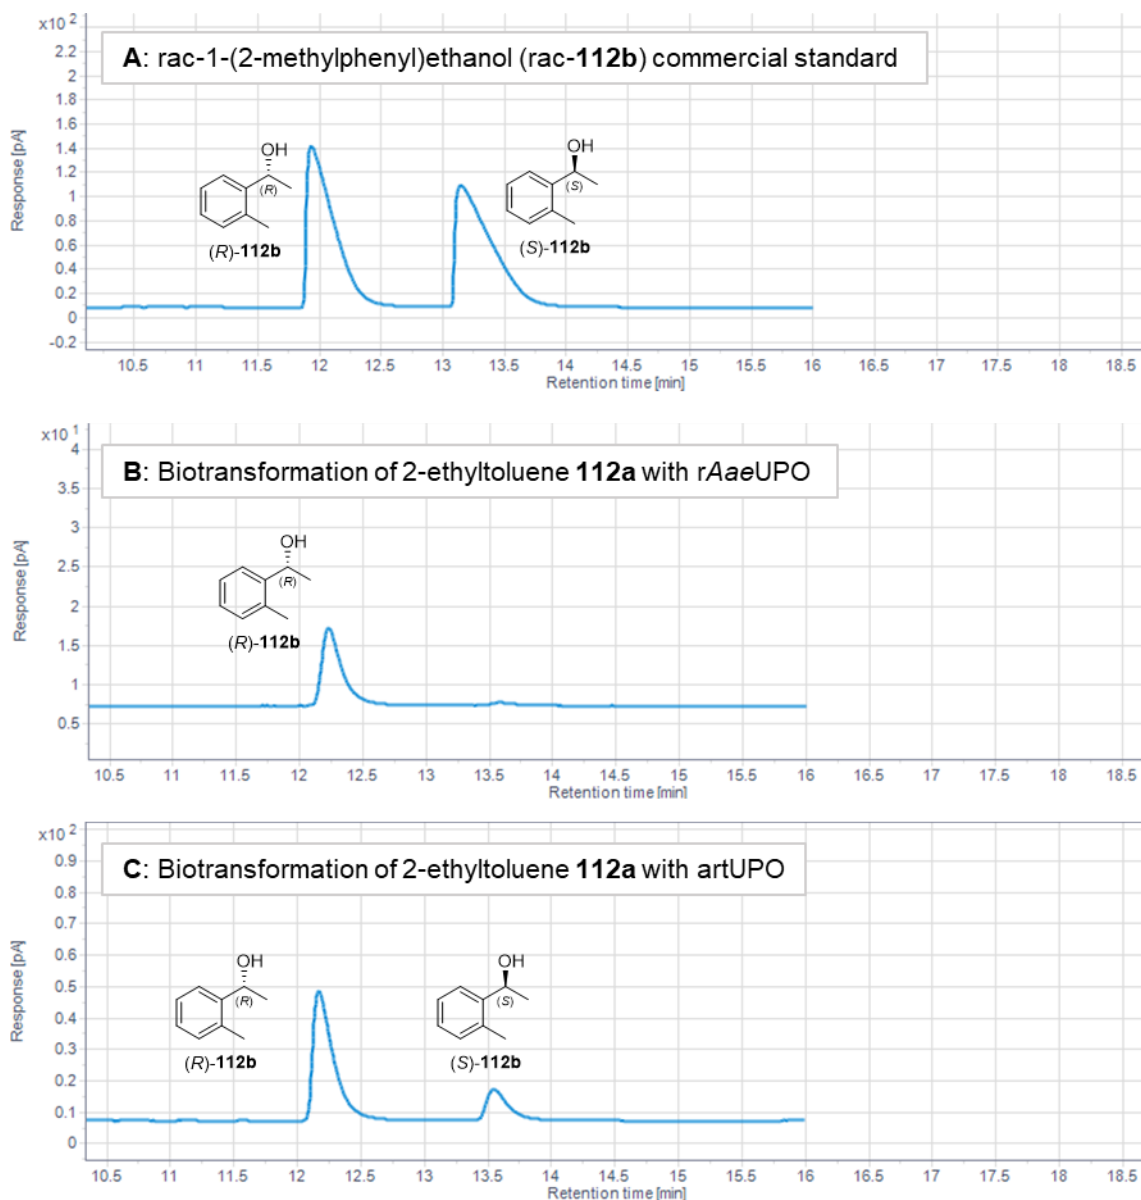 x10 2
A: rac-1-(2-methylphenyl)ethanol (rac-112b) commercial standard
2.2
2
1.8
1.6
1.4
1.2
1
0.8
0.6
0.4
0.2
0
-0.2
Response [pA]
OH
(R)
(R)-112b
OH
(S)
(S)-112b
10.5 11 11.5 12 12.5 13 13.5 14 14.5 15 15.5 16 16.5 17 17.5 18 18.5
Retention time [min]
x10 1
B: Biotransformation of 2-ethyltoluene 112a with rAaeUPO
4
3.5
3
2.5
2
1.5
1
0.5
Response [pA]
OH
(R)
(R)-112b
10.5 11 11.5 12 12.5 13 13.5 14 14.5 15 15.5 16 16.5 17 17.5 18 18.5
Retention time [min]
x10 2
C: Biotransformation of 2-ethyltoluene 112a with artUPO
0.9
0.8
0.7
0.6
0.5
0.4
0.3
0.2
0.1
0
Response [pA]
OH
(R)
(R)-112b
OH
(S)
(S)-112b
10.5 11 11.5 12 12.5 13 13.5 14 14.5 15 15.5 16 16.5 17 17.5 18 18.5
Retention time [min]